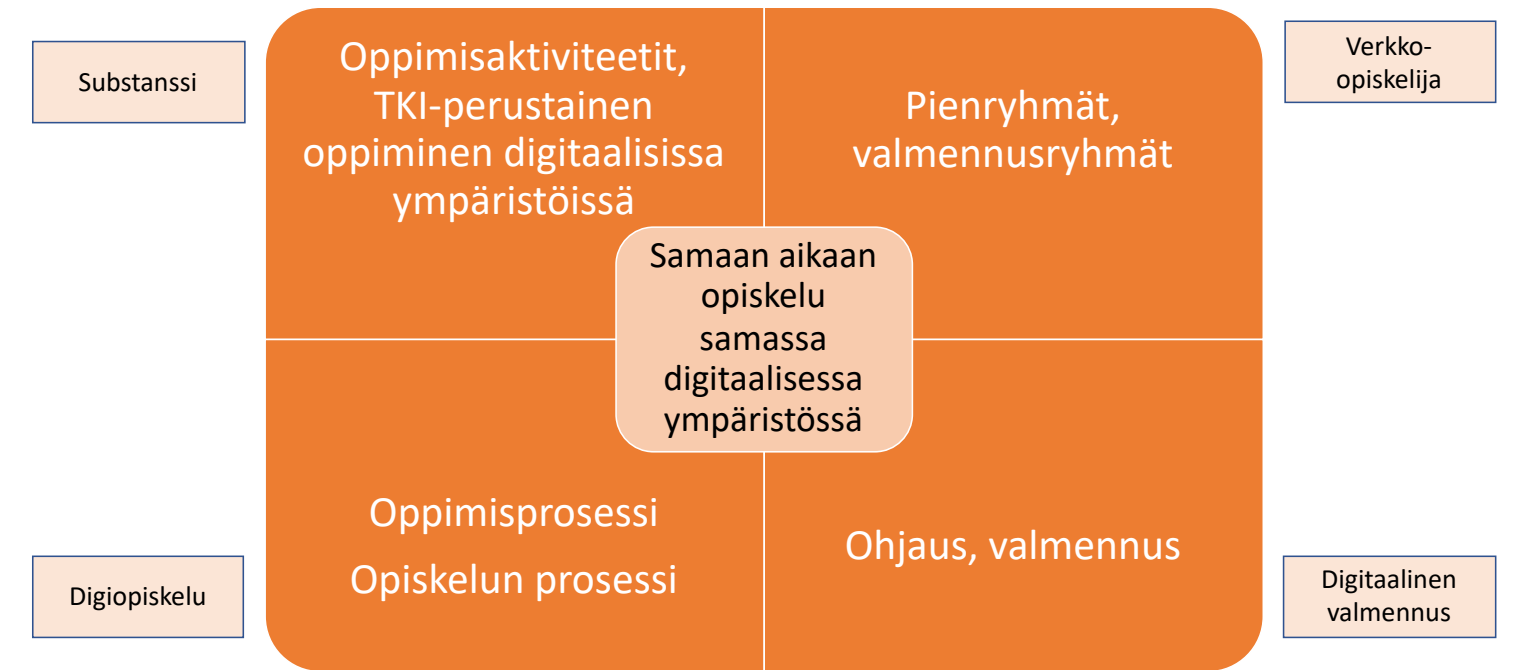 Substanssi
Oppimisaktiviteetit,
TKI-perustainen
oppiminen digitaalisissa
ympäristöissä
Pienryhmät,
valmennusryhmät
Verkko-
opiskelija
Samaan aikaan
opiskelu
samassa
digitaalisessa
ympäristössä
Digiopiskelu
Oppimisprosessi
Opiskelun prosessi
Ohjaus, valmennus
Digitaalinen
valmennus